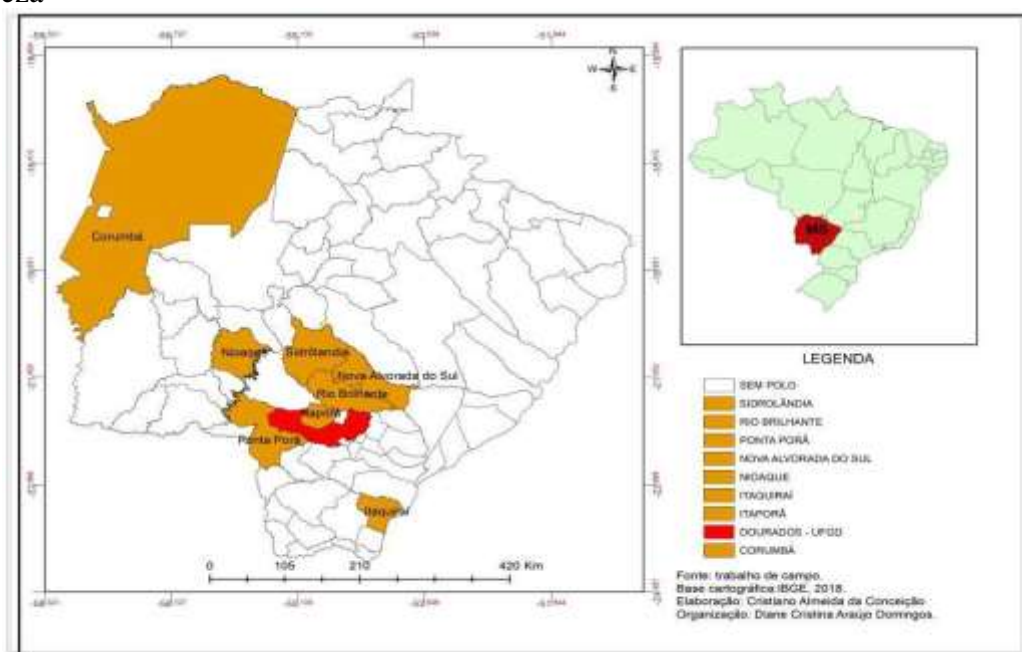 eza
N
W
E
S
Corumbá
Nioaque
Sidrolândia
Nova Alvorada do Sul
Rio Brilhante
Itaporã
Ponta Porã
Itaquiraí
0 105 210 420 Km
MS
LEGENDA
SEM POLO
SIDROLÂNDIA
RIO BRILHANTE
PONTA PORÃ
NOVA ALVORADA DO SUL
NIOAQUE
ITAQUIRAÍ
ITAPORÃ
DOURADOS - UFGD
CORUMBÁ
Fonte: trabalho de campo.
Base cartográfica IBGE, 2018.
Elaboração: Cristiano Almeida da Conceição
Organização: Diane Cristina Araújo Domingos.